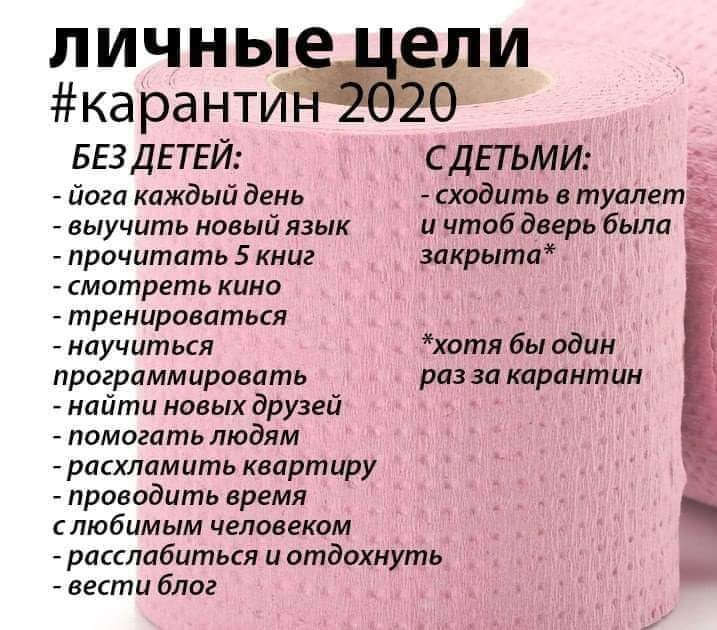 личные цели
#карантин 2020
БЕЗ ДЕТЕЙ:
- йога каждый день
- выучить новый язык
- прочитать 5 книг
- смотреть кино
- тренироваться
- научиться
программировать
- найти новых друзей
- помогать людям
- расхламить квартиру
- проводить время
с любимым человеком
- расслабиться и отдохнуть
- вести блог
С ДЕТЬМИ:
- сходить в туалет
и чтоб дверь была
закрыта*
*хотя бы один
раз за карантин